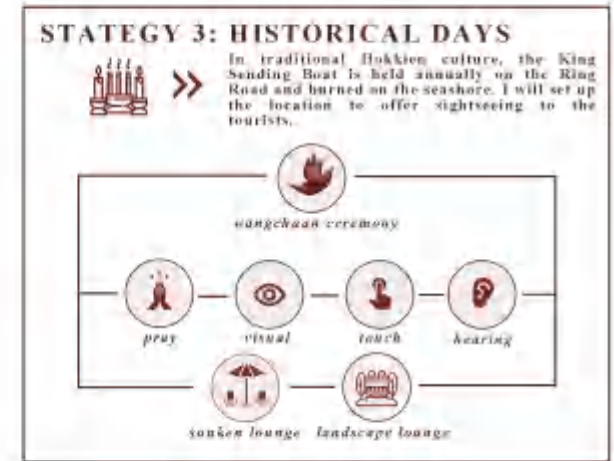 STATEGY 3: HISTORICAL DAYS
In traditional Hokkien culture, the King
Sending Boat is held annually on the Ring
Road and burned on the seashore. I will set up
the location to offer sightseeing to the
tourists.
wangchuan ceremony
pray visual touch hearing
sunken lounge landscape lounge